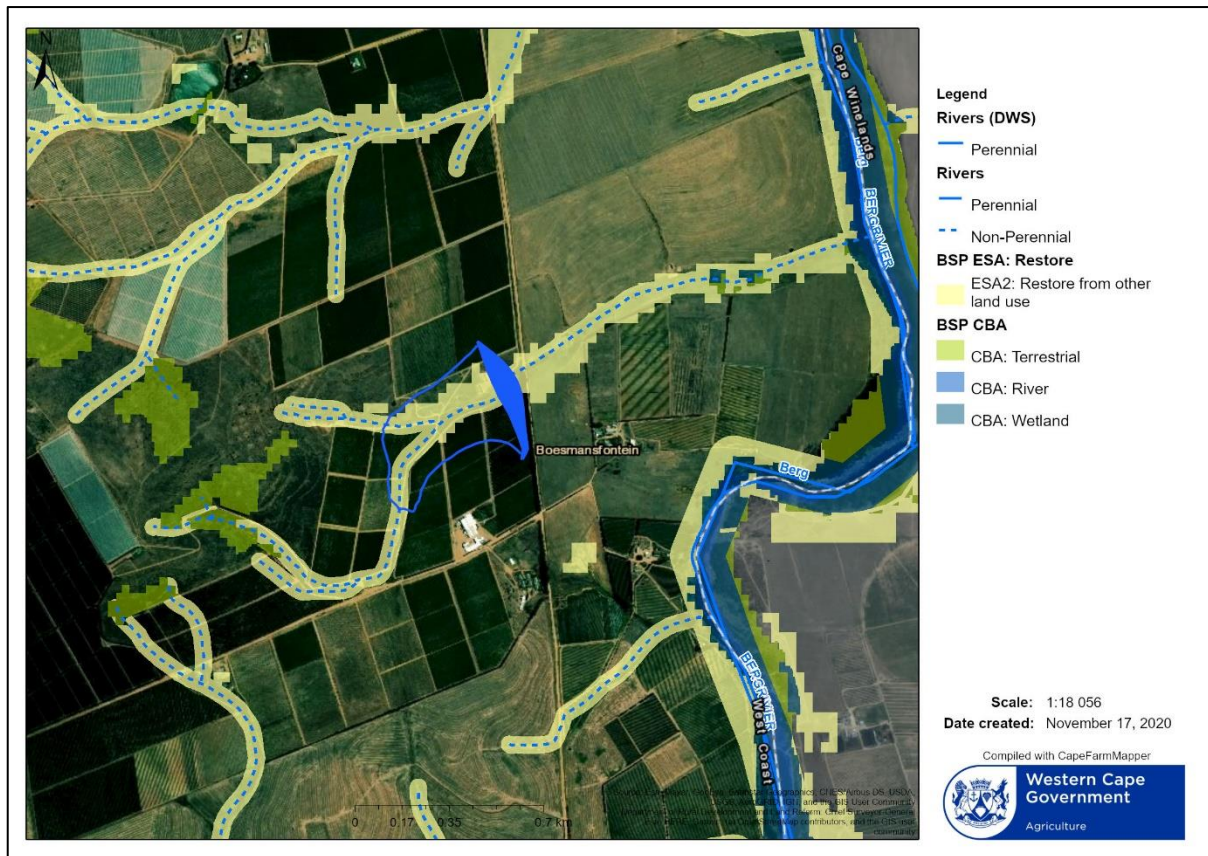 N
Cape Winelands
Berg
BERGRIVIER
Boesmansfontein
Berg
BERGRIVIER
West Coast
0 0,17 0,35 0,7 km
community
Legend
Rivers (DWS)
Perennial
Rivers
Perennial
Non-Perennial
BSP ESA: Restore
ESA2: Restore from other
land use
BSP CBA
CBA: Terrestrial
CBA: River
CBA: Wetland
Scale: 1:18 056
Date created: November 17, 2020
Compiled with CapeFarmMapper
Western Cape
Government
Agriculture